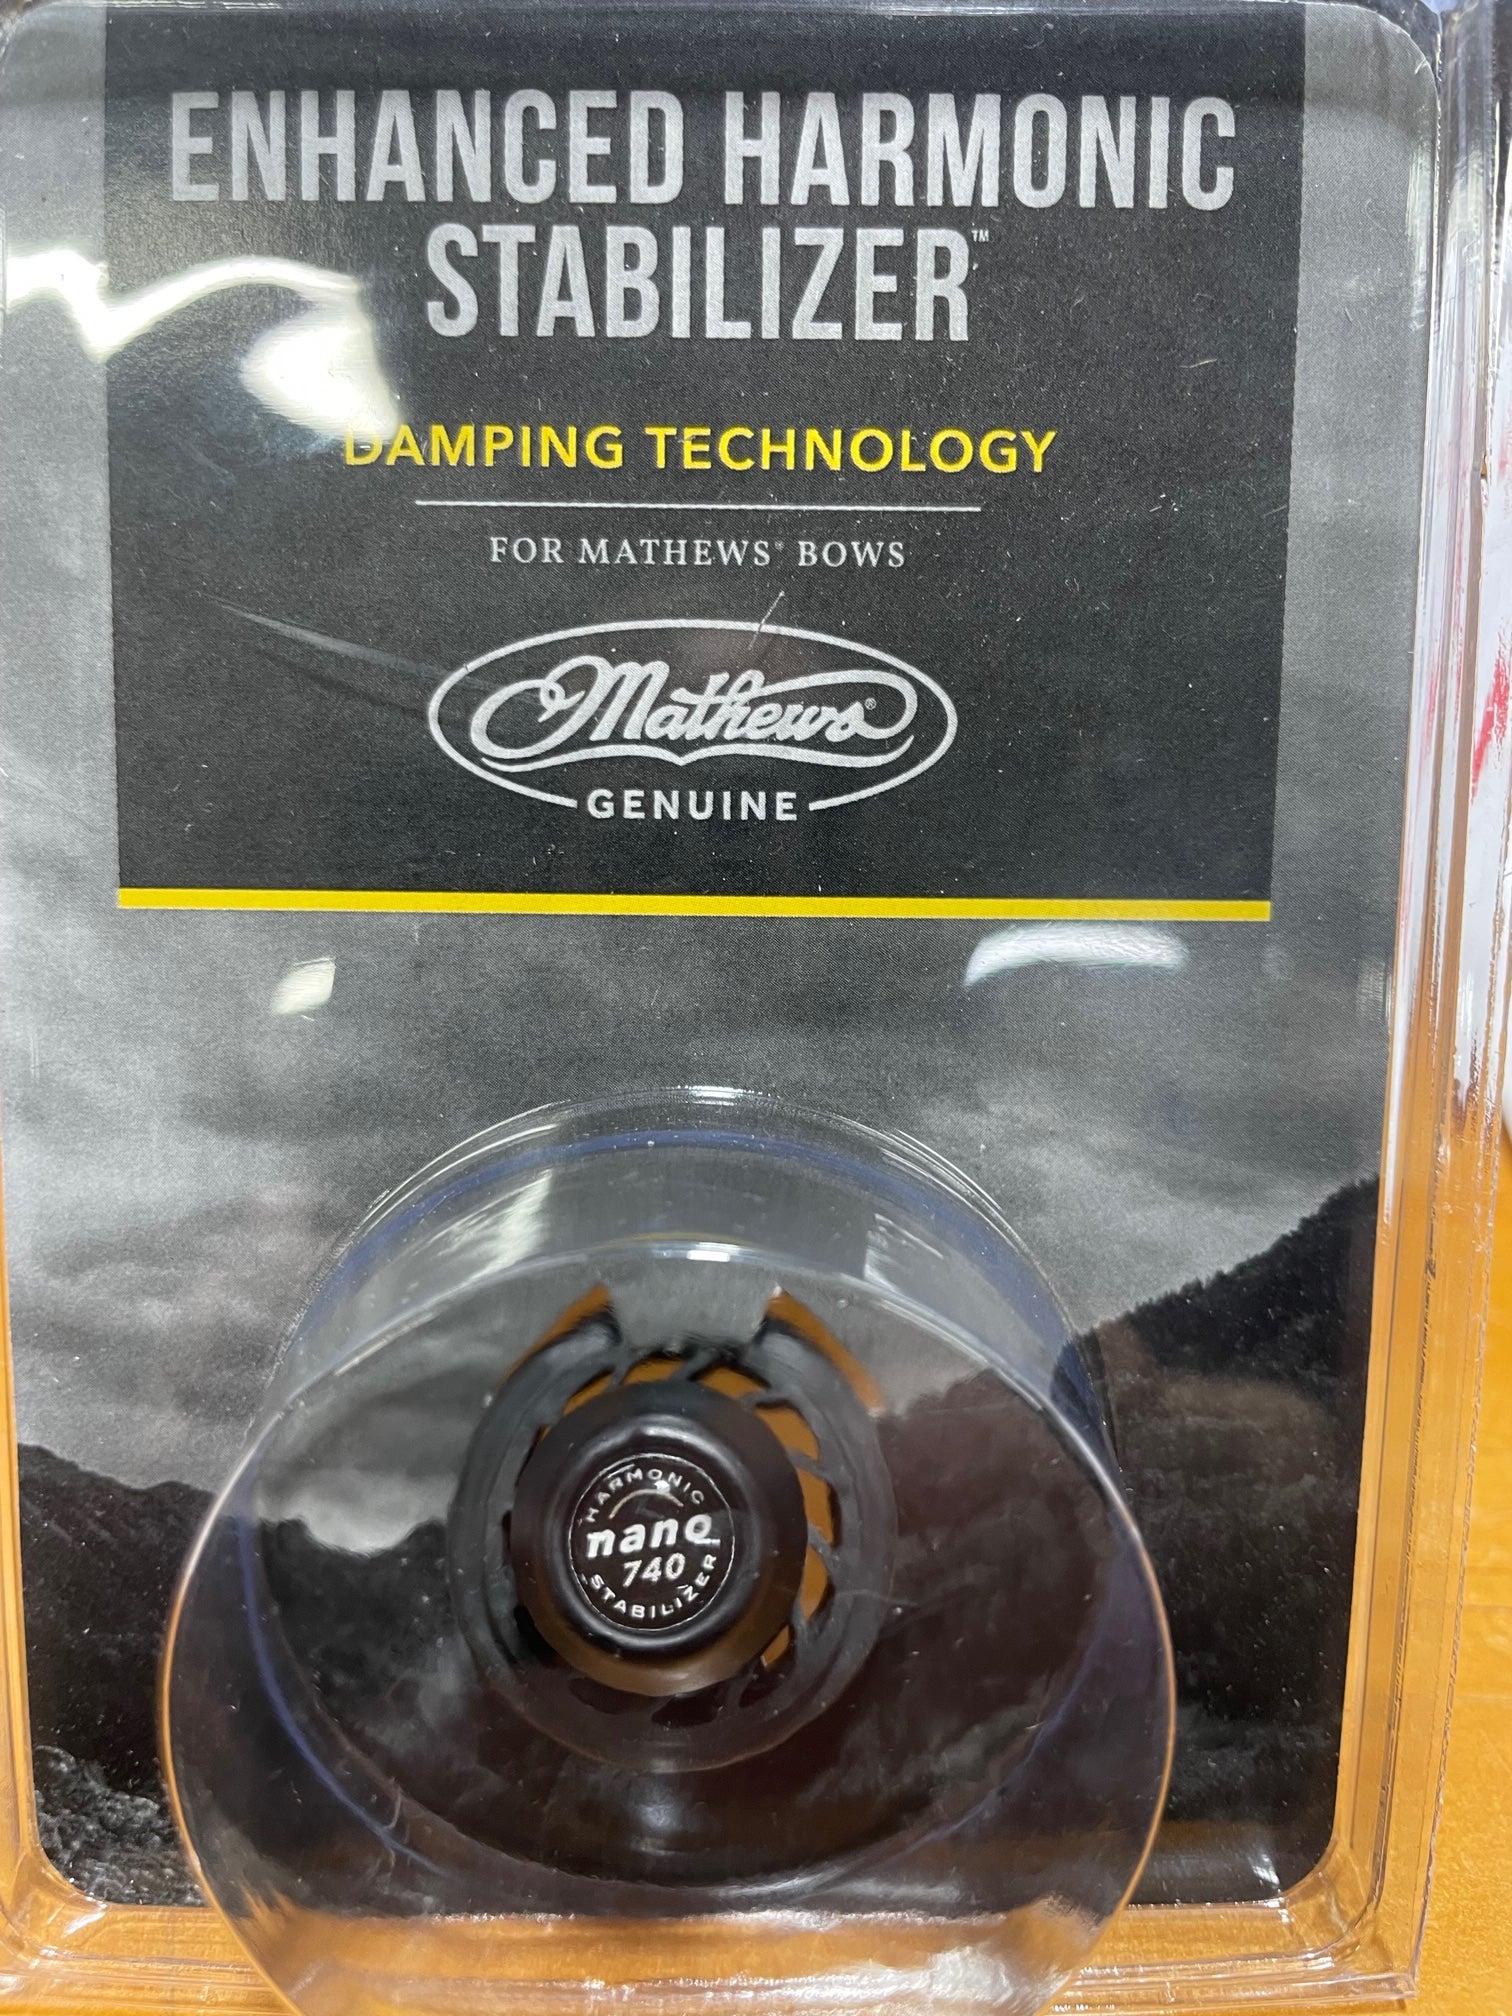 ENHANCED HARMONIC
STABILIZER™
DAMPING TECHNOLOGY
FOR MATHEWS® BOWS
Mathews®
GENUINE
HARMONIC
nano
740
STABILIZER